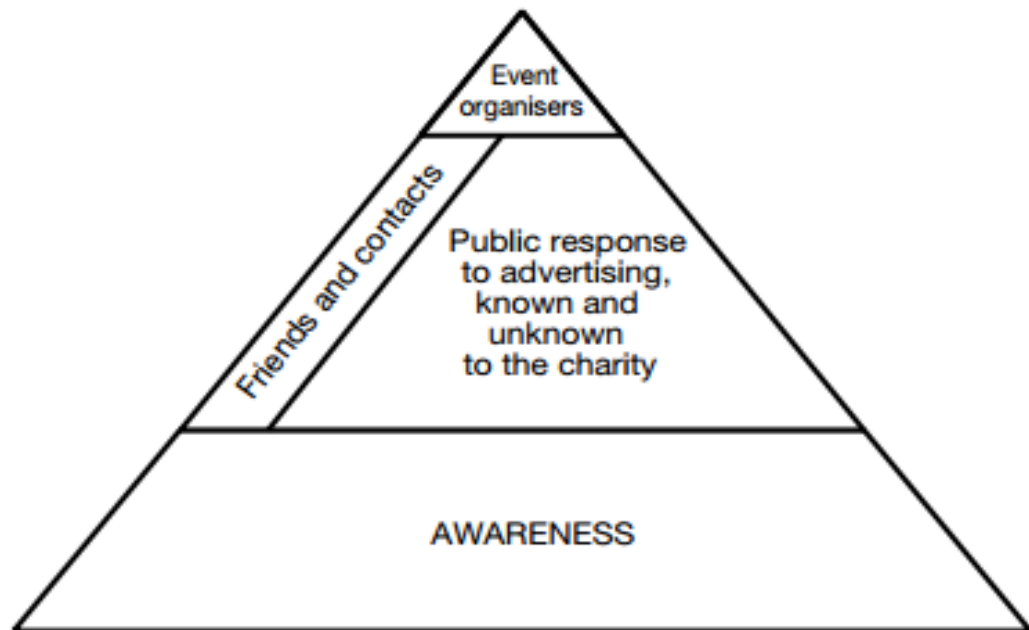 Event
organisers
Friends and contacts
Public response
to advertising,
known and
unknown
to the charity
AWARENESS